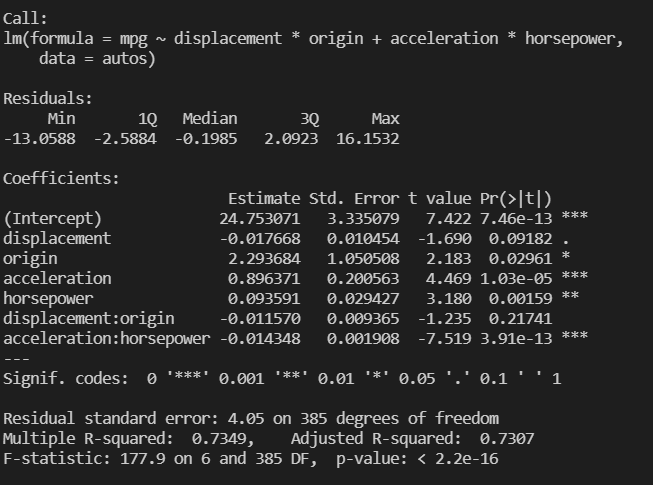 Call:
lm(formula = mpg ~ displacement * origin + acceleration * horsepower,
    data = autos)

Residuals:
     Min       1Q   Median       3Q      Max
-13.0588  -2.5884  -0.1985   2.0923  16.1532

Coefficients:
                         Estimate Std. Error t value Pr(>|t|)
(Intercept)             24.753071   3.335079   7.422 7.46e-13 ***
displacement            -0.017668   0.010454  -1.690  0.09182 .
origin                   2.293684   1.050508   2.183  0.02961 *
acceleration             0.896371   0.200563   4.469 1.03e-05 ***
horsepower               0.093591   0.029427   3.180  0.00159 **
displacement:origin     -0.011570   0.009365  -1.235  0.21741
acceleration:horsepower -0.014348   0.001908  -7.519 3.91e-13 ***
---
Signif. codes:  0 '***' 0.001 '**' 0.01 '*' 0.05 '.' 0.1 ' ' 1

Residual standard error: 4.05 on 385 degrees of freedom
Multiple R-squared:  0.7349,    Adjusted R-squared:  0.7307
F-statistic: 177.9 on 6 and 385 DF,  p-value: < 2.2e-16